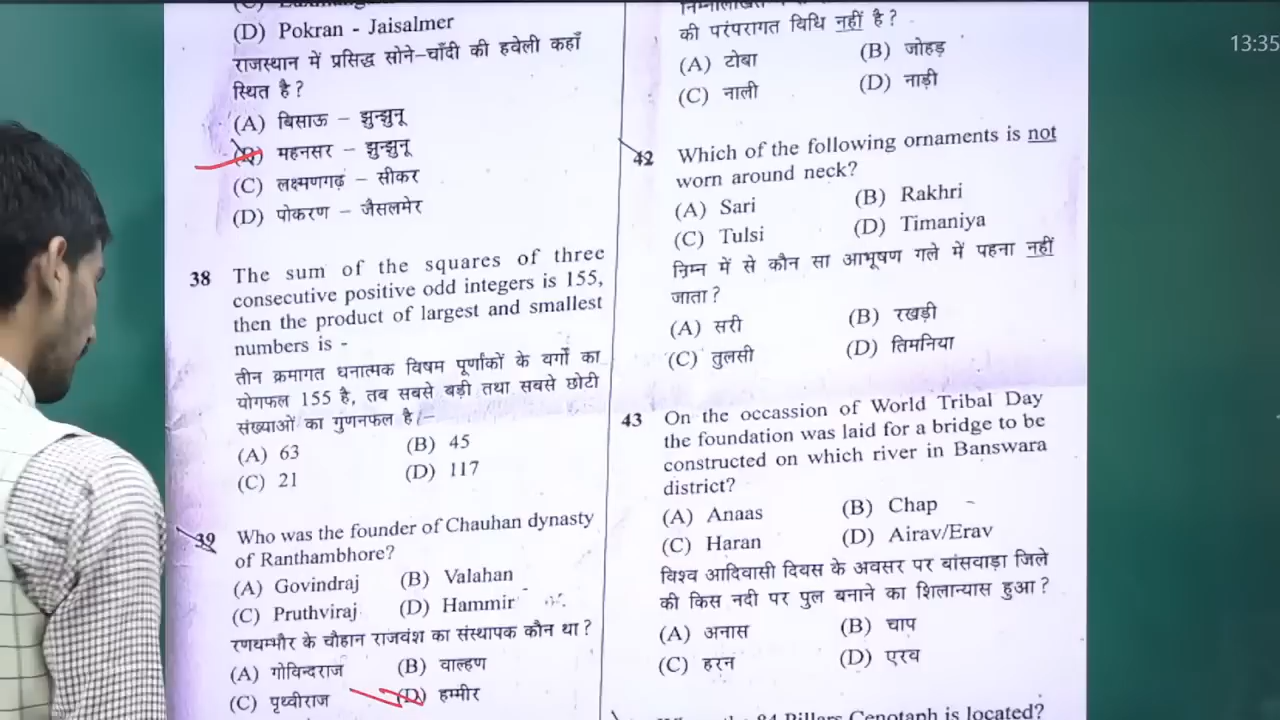 (D) Pokran - Jaisalmer
राजस्थान में प्रसिद्ध सोने-चाँदी की हवेली कहाँ
स्थित है ?
(A) बिसाऊ – झुन्झुनू
(B) महनसर – झुन्झुनू
(C) लक्ष्मणगढ़ – सीकर
(D) पोकरण – जैसलमेर
38 The sum of the squares of three
consecutive positive odd integers is 155,
then the product of largest and smallest
numbers is -
तीन क्रमागत धनात्मक विषम पूर्णांकों के वर्गों का
योगफल 155 है, तब सबसे बड़ी तथा सबसे छोटी
संख्याओं का गुणनफल है :–
(A) 63 (B) 45
(C) 21 (D) 117
39 Who was the founder of Chauhan dynasty
of Ranthambhore?
(A) Govindraj (B) Valahan
(C) Pruthviraj (D) Hammir
रणथम्भौर के चौहान राजवंश का संस्थापक कौन था ?
(A) गोविन्दराज (B) वाल्हण
(C) पृथ्वीराज (D) हम्मीर
की परंपरागत विधि नहीं है ?
(A) टोबा (B) जोहड़
(C) नाली (D) नाड़ी
42 Which of the following ornaments is not
worn around neck?
(A) Sari (B) Rakhri
(C) Tulsi (D) Timaniya
निम्न में से कौन सा आभूषण गले में पहना नहीं
जाता ?
(A) सरी (B) रखड़ी
(C) तुलसी (D) तिमनिया
43 On the occassion of World Tribal Day
the foundation was laid for a bridge to be
constructed on which river in Banswara
district?
(A) Anaas (B) Chap
(C) Haran (D) Airav/Erav
विश्व आदिवासी दिवस के अवसर पर बांसवाड़ा जिले
की किस नदी पर पुल बनाने का शिलान्यास हुआ ?
(A) अनास (B) चाप
(C) हरन (D) एरव
84 Pillars Cenotaph is located?
13:35